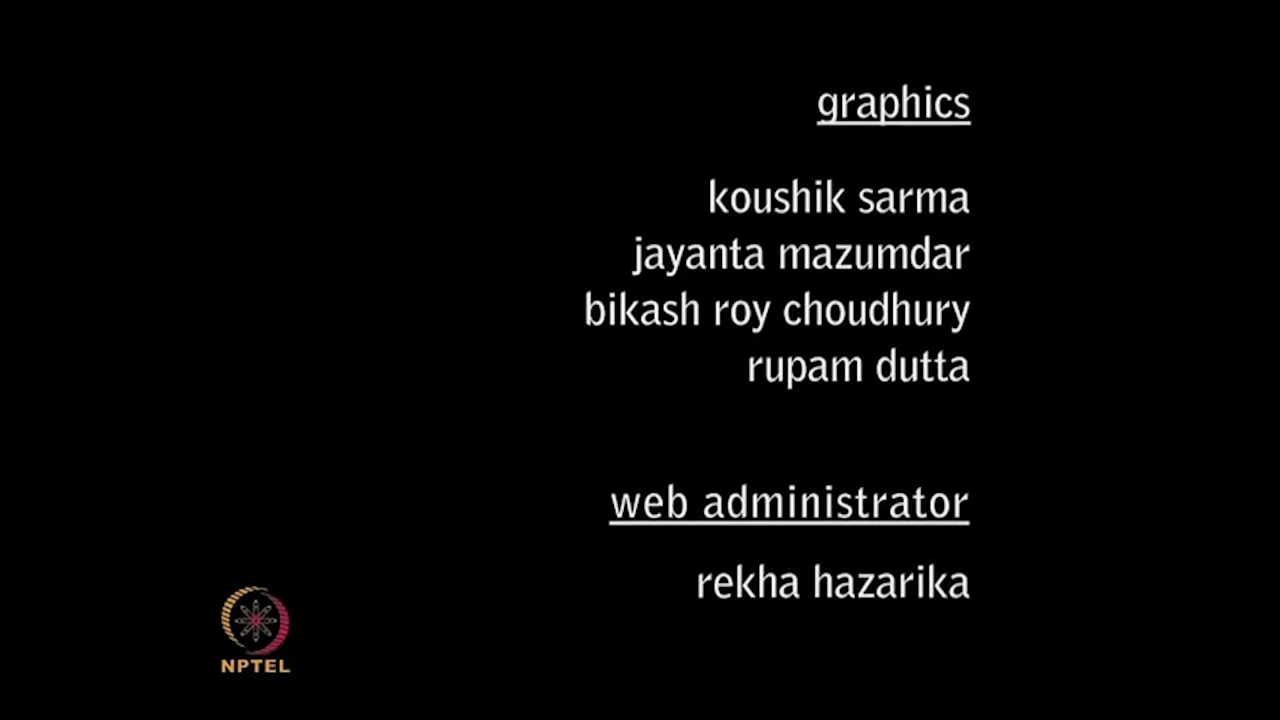 graphics
koushik sarma
jayanta mazumdar
bikash roy choudhury
rupam dutta
web administrator
rekha hazarika
NPTEL